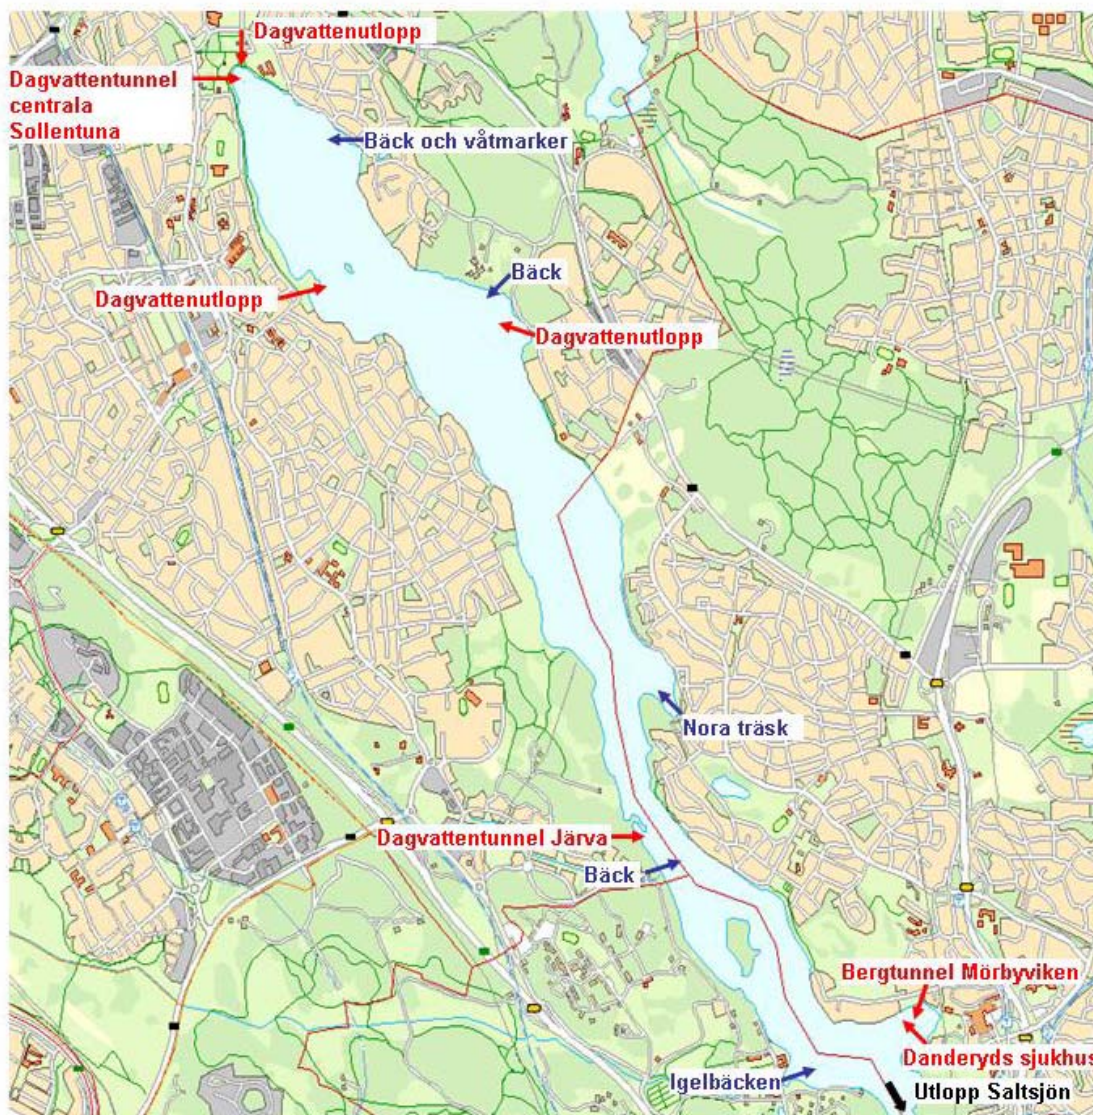 Dagvattenutlopp
Dagvattentunnel
centrala
Sollentuna
Bäck och våtmarker
Bäck
Dagvattenutlopp
Dagvattenutlopp
Nora träsk
Dagvattentunnel Järva
Bäck
Bergtunnel Mörbyviken
Danderyds sjukhus
Igelbäcken
Utlopp Saltsjön